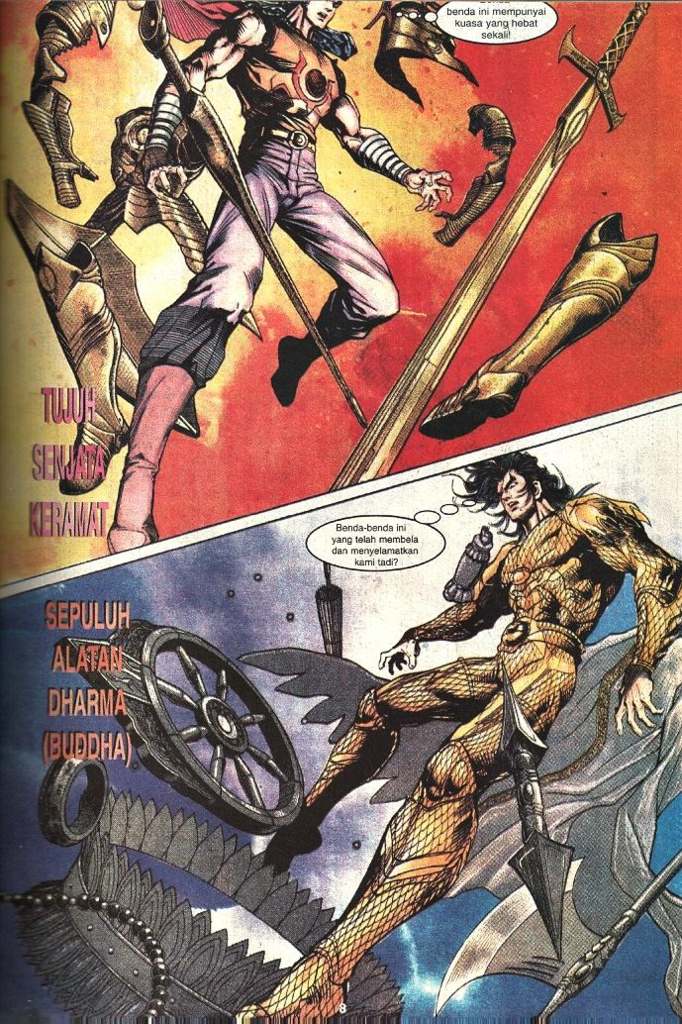 benda ini mempunyai
kuasa yang hebat
sekali!
TUJUH
SENJATA
KERAMAT
Benda-benda ini
yang telah membela
dan menyelamatkan
kami tadi?
SEPULUH
ALATAN
DHARMA
(BUDDHA)
8